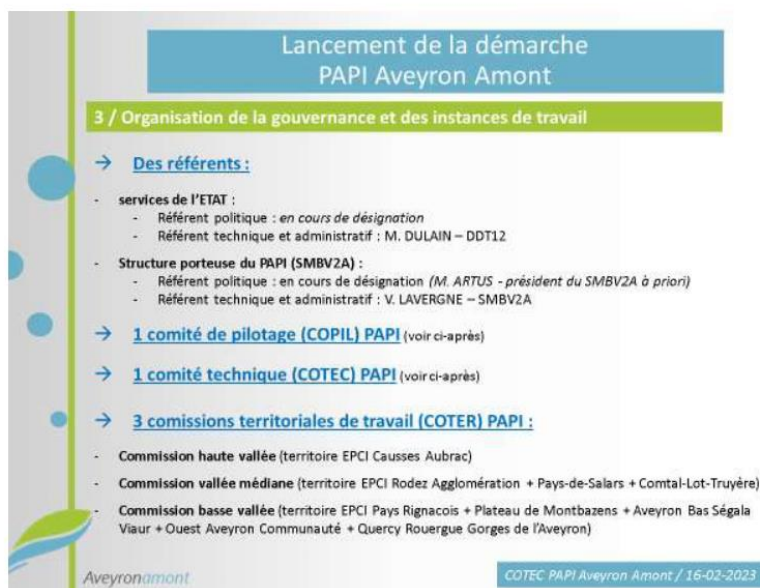 Lancement de la démarche
PAPI Aveyron Amont
3 / Organisation de la gouvernance et des instances de travail
→ Des référents :
- services de l'ETAT :
- Référent politique : en cours de désignation
- Référent technique et administratif : M. DULAIN – DDT12
- Structure porteuse du PAPI (SMBV2A) :
- Référent politique : en cours de désignation (M. ARTUS - président du SMBV2A à priori)
- Référent technique et administratif : V. LAVERGNE – SMBV2A
→ 1 comité de pilotage (COPIL) PAPI (voir ci-après)
→ 1 comité technique (COTEC) PAPI (voir ci-après)
→ 3 comissions territoriales de travail (COTER) PAPI :
- Commission haute vallée (territoire EPCI Causses Aubrac)
- Commission vallée médiane (territoire EPCI Rodez Agglomération + Pays-de-Salars + Comtal-Lot-Truyère)
- Commission basse vallée (territoire EPCI Pays Rignacois + Plateau de Montbazens + Aveyron Bas Ségala
Viaur + Ouest Aveyron Communauté + Quercy Rouergue Gorges de l'Aveyron)
Aveyronamont
COTEC PAPI Aveyron Amont / 16-02-2023